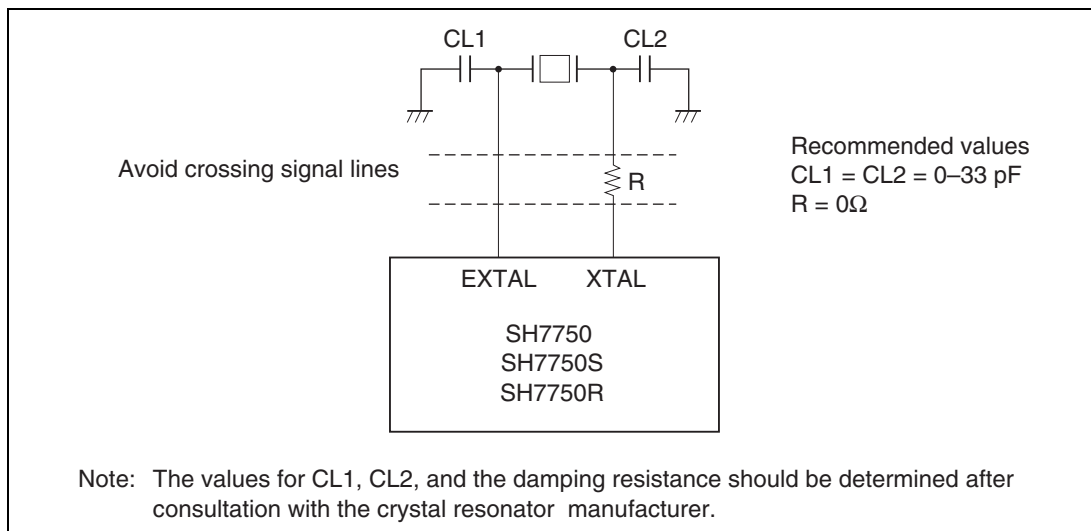 CL1 CL2
Avoid crossing signal lines
R
Recommended values
CL1 = CL2 = 0–33 pF
R = 0Ω
EXTAL XTAL
SH7750
SH7750S
SH7750R
Note: The values for CL1, CL2, and the damping resistance should be determined after
consultation with the crystal resonator manufacturer.